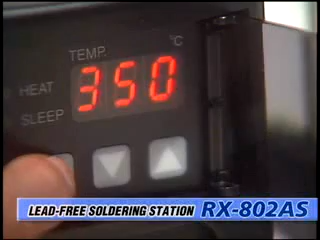 TEMP. °C
350
HEAT
SLEEP
LEAD-FREE SOLDERING STATION RX-802AS